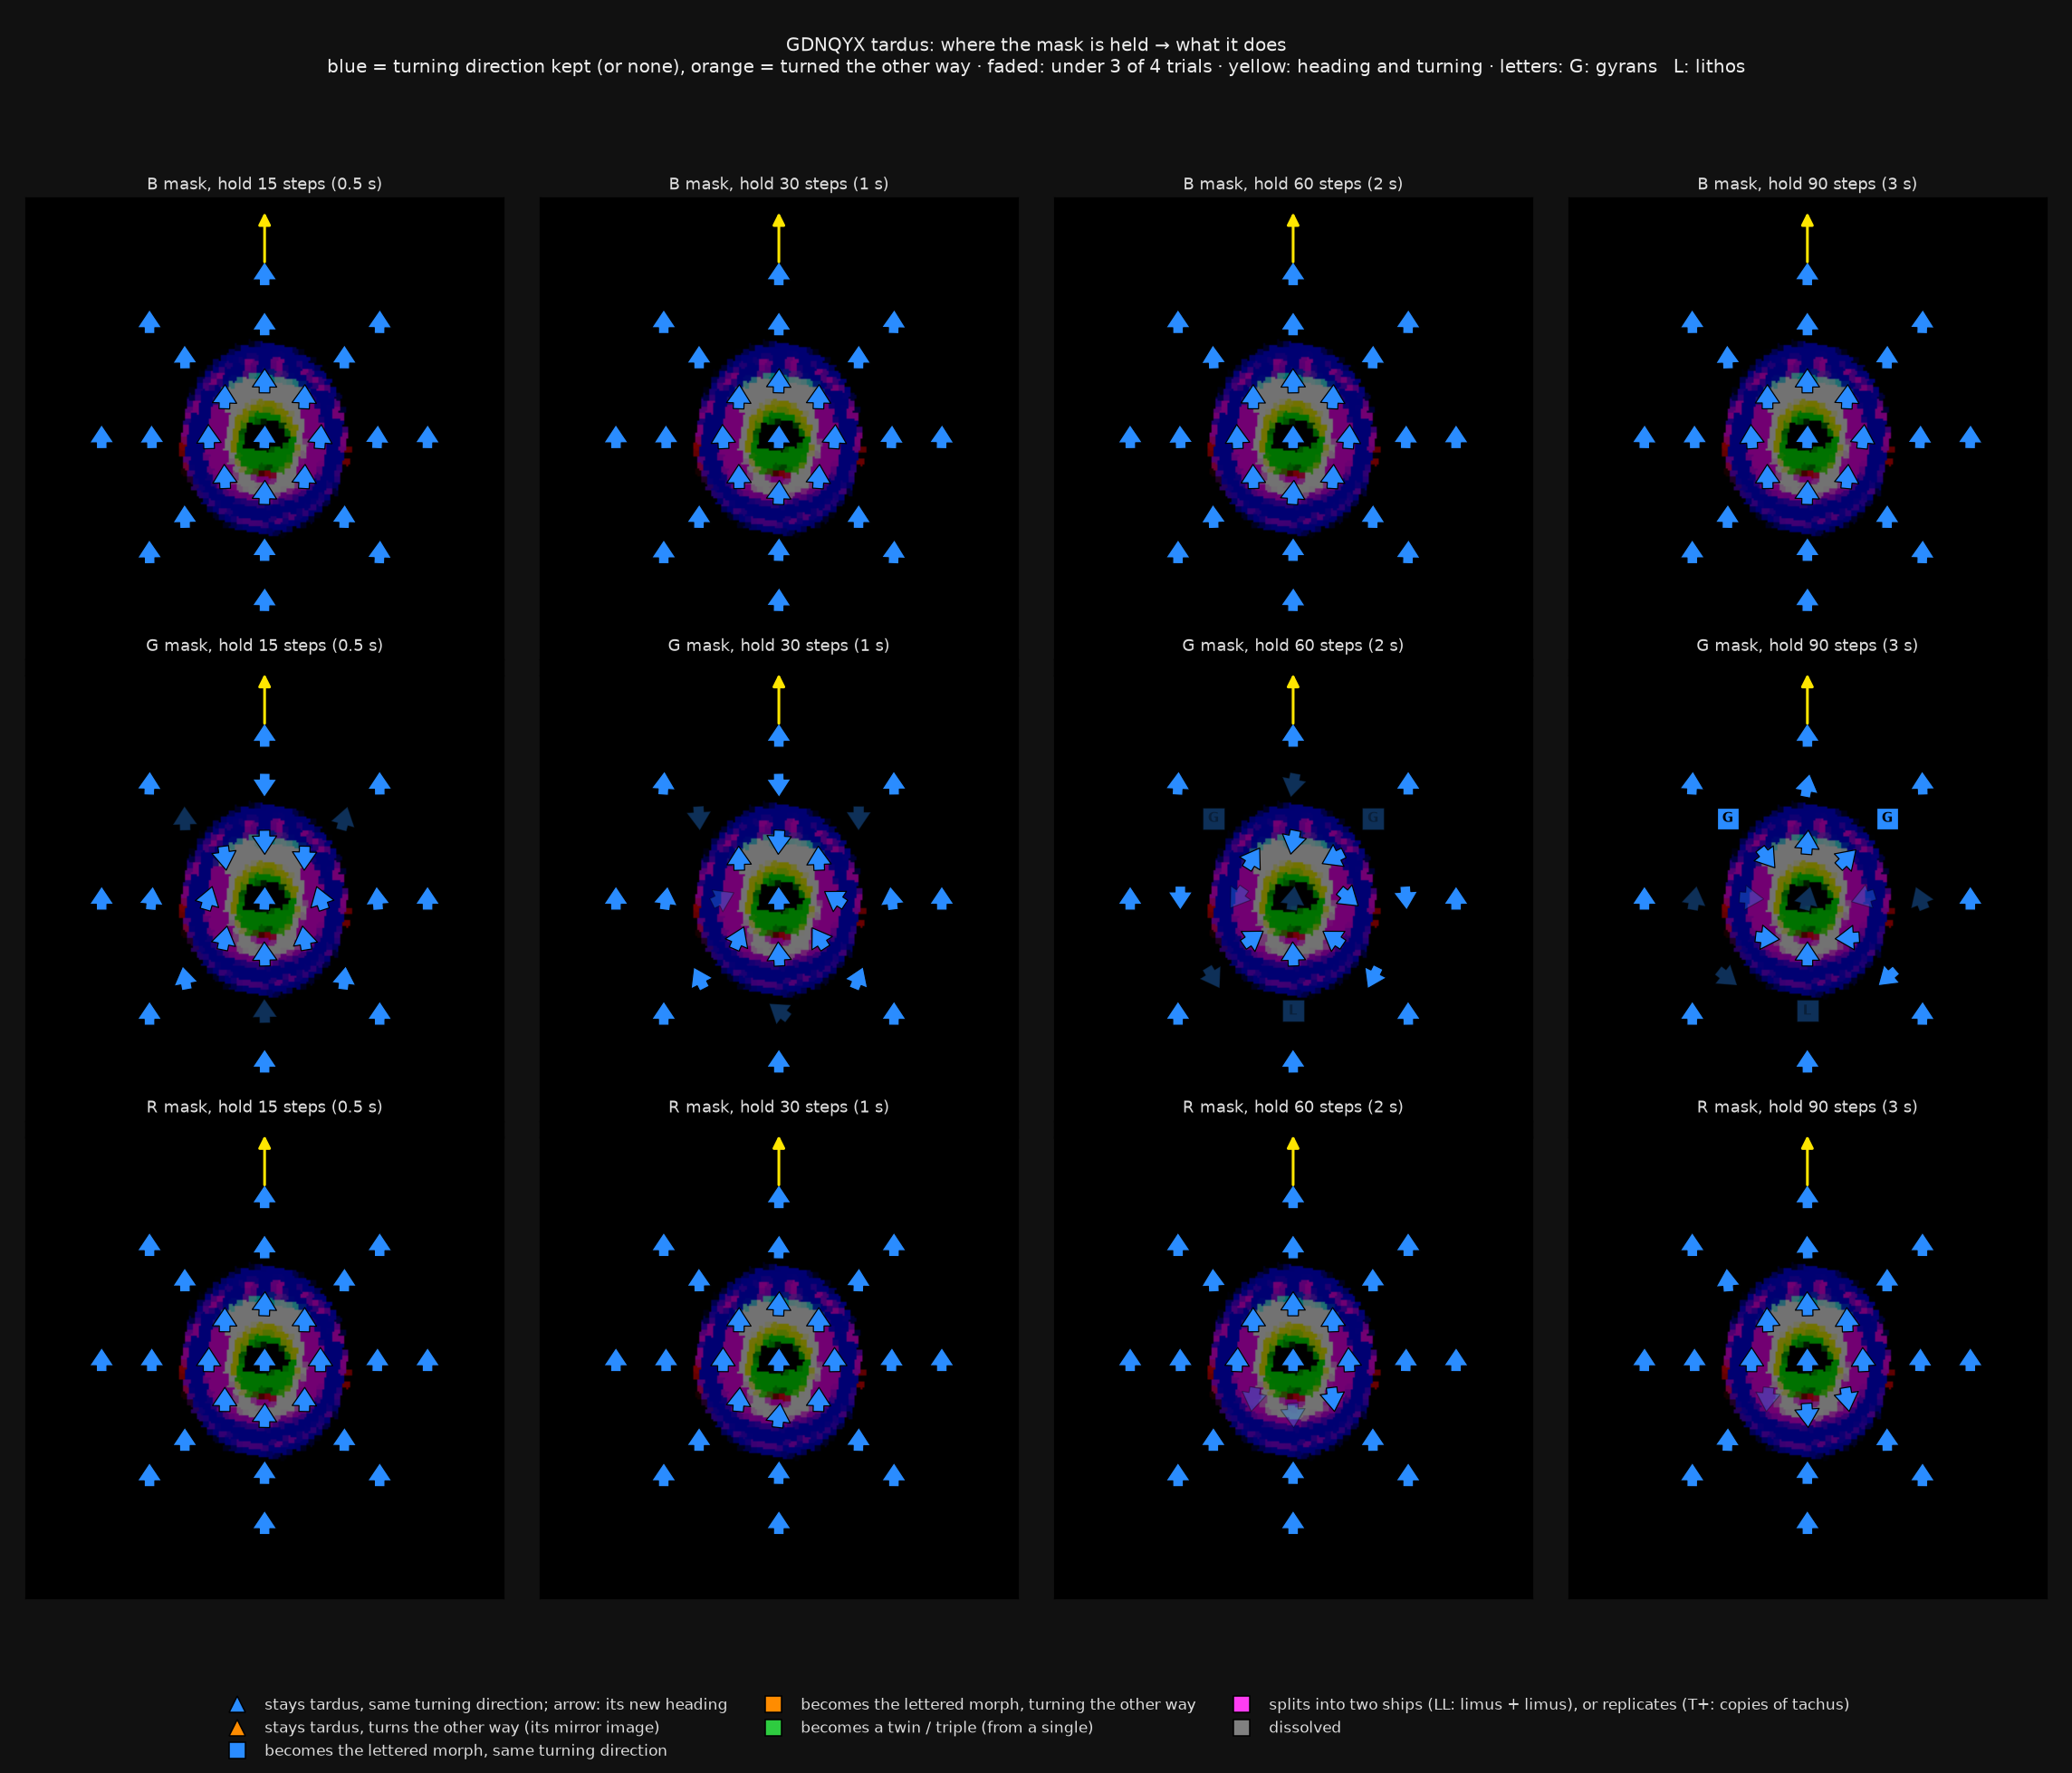 GDNQYX tardus: where the mask is held → what it does
blue = turning direction kept (or none), orange = turned the other way · faded: under 3 of 4 trials · yellow: heading and turning · letters: G: gyrans   L: lithos
B mask, hold 15 steps (0.5 s)
B mask, hold 30 steps (1 s)
B mask, hold 60 steps (2 s)
B mask, hold 90 steps (3 s)
G mask, hold 15 steps (0.5 s)
G mask, hold 30 steps (1 s)
G mask, hold 60 steps (2 s)
G mask, hold 90 steps (3 s)
G
G
G
G
L
L
R mask, hold 15 steps (0.5 s)
R mask, hold 30 steps (1 s)
R mask, hold 60 steps (2 s)
R mask, hold 90 steps (3 s)
stays tardus, same turning direction; arrow: its new heading
stays tardus, turns the other way (its mirror image)
becomes the lettered morph, same turning direction
becomes the lettered morph, turning the other way
becomes a twin / triple (from a single)
splits into two ships (LL: limus + limus), or replicates (T+: copies of tachus)
dissolved